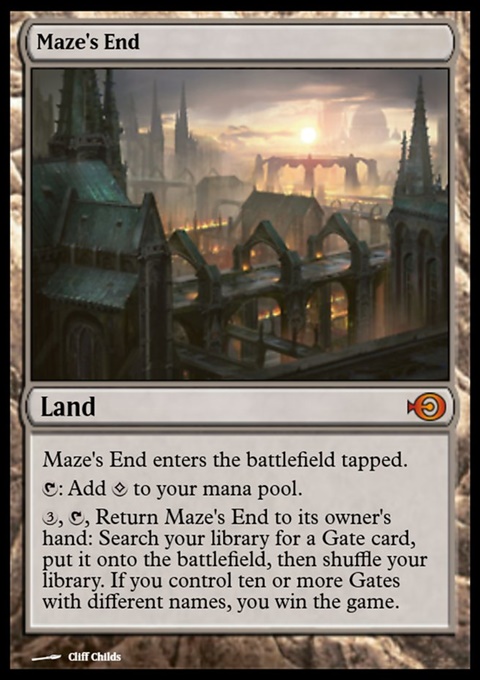 Maze's End
Land
Maze's End enters the battlefield tapped.
: Add to your mana pool.
3, , Return Maze's End to its owner's
hand: Search your library for a Gate card,
put it onto the battlefield, then shuffle your
library. If you control ten or more Gates
with different names, you win the game.
Cliff Childs